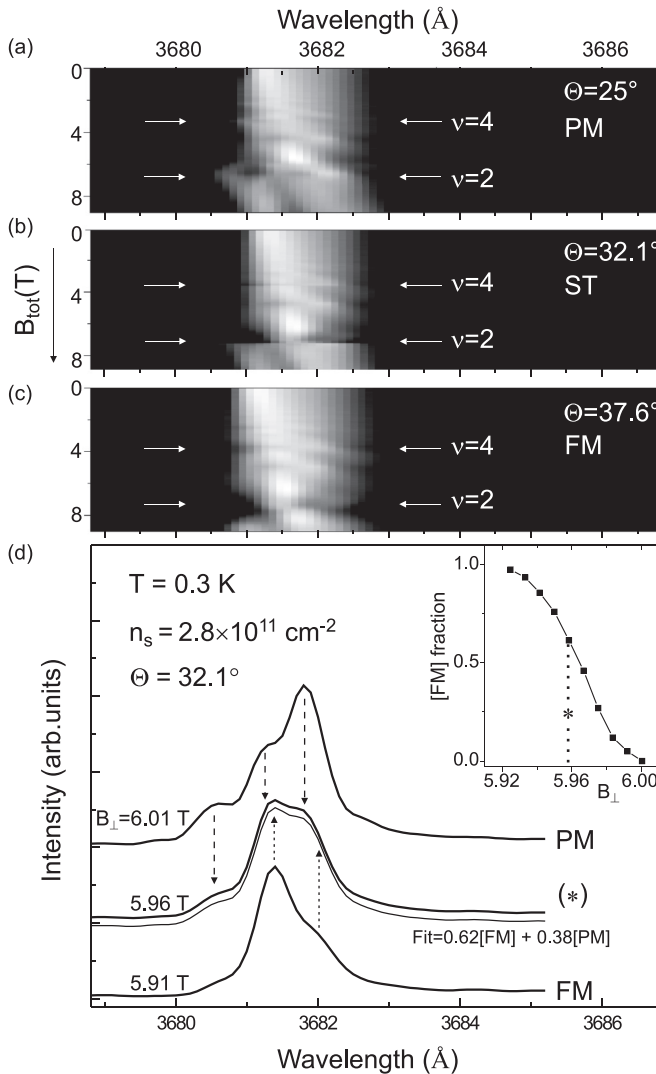 Wavelength (Å)
3680 3682 3684 3686
(a)
0
4
8
Θ=25°
PM
ν=4
ν=2
(b)
B_tot(T)
0
4
8
Θ=32.1°
ST
ν=4
ν=2
(c)
0
4
8
Θ=37.6°
FM
ν=4
ν=2
(d)
T = 0.3 K
n_s = 2.8×10¹¹ cm⁻²
Θ = 32.1°
Intensity (arb.units)
[FM] fraction
1.0
0.5
0.0
*
5.92 5.96 6.00
B_⊥
B_⊥=6.01 T
PM
5.96 T
(*)
Fit=0.62[FM] + 0.38[PM]
5.91 T
FM
3680 3682 3684 3686
Wavelength (Å)